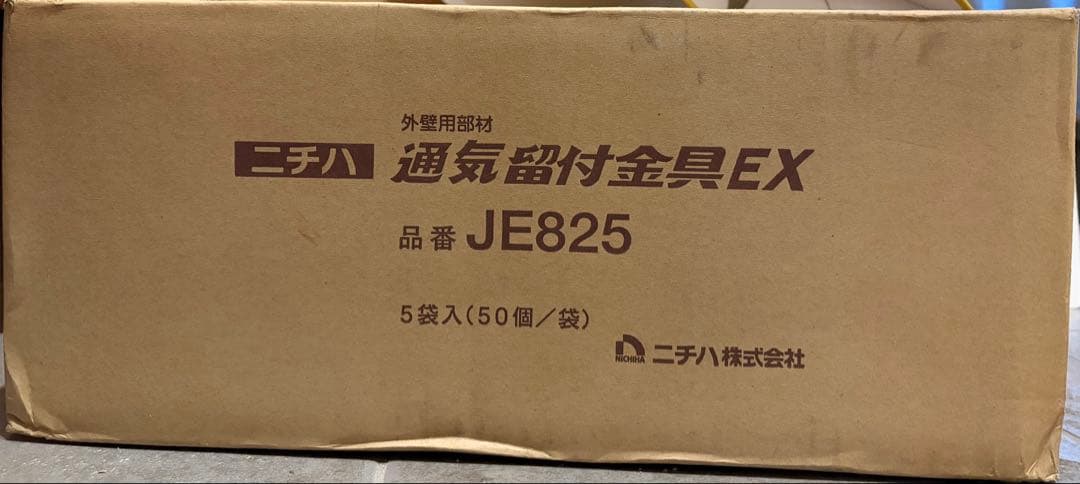 外壁用部材
ニチハ 通気留付金具EX
品番 JE825
5袋入(50個/袋)
NICHIHA ニチハ株式会社